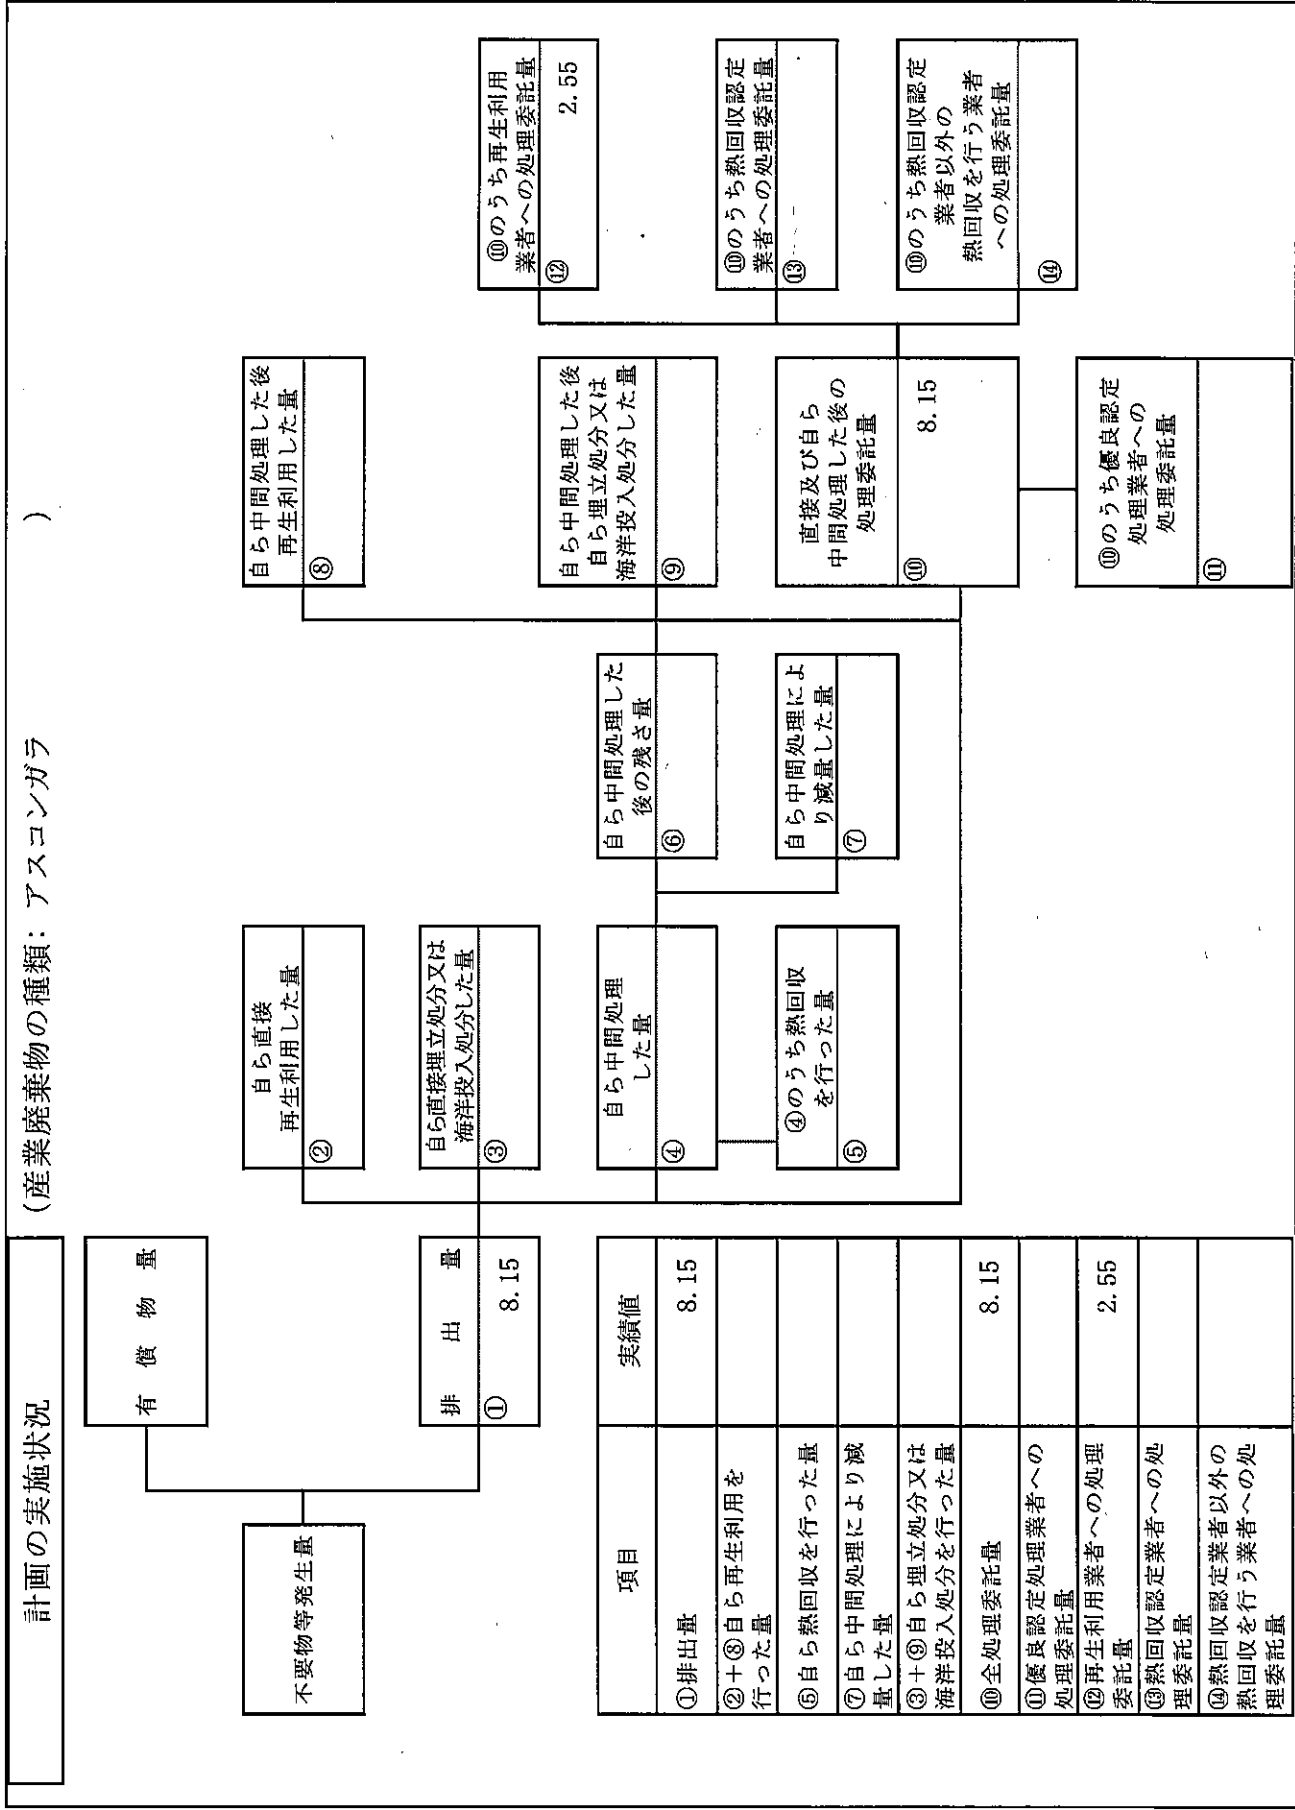 計画の実施状況
(産業廃棄物の種類: アスコンガラ )
不要物等発生量
有償物量
排出量
① 8.15
自ら直接
再生利用した量
②
自ら直接埋立処分又は
海洋投入処分した量
③
自ら中間処理
した量
④
④のうち熱回収
を行った量
⑤
自ら中間処理した
後の残さ量
⑥
自ら中間処理によ
り減量した量
⑦
自ら中間処理した後
再生利用した量
⑧
自ら中間処理した後
自ら埋立処分又は
海洋投入処分した量
⑨
直接及び自ら
中間処理した後の
処理委託量
⑩ 8.15
⑩のうち優良認定
処理業者への
処理委託量
⑪
⑩のうち再生利用
業者への処理委託量
⑫ 2.55
⑩のうち熱回収認定
業者への処理委託量
⑬
⑩のうち熱回収認定
業者以外の
熱回収を行う業者
への処理委託量
⑭
項目 実績値
①排出量 8.15
②+⑧自ら再生利用を
行った量
⑤自ら熱回収を行った量
⑦自ら中間処理により減
量した量
③+⑨自ら埋立処分又は
海洋投入処分を行った量
⑩全処理委託量 8.15
⑪優良認定処理業者への
処理委託量
⑫再生利用業者への処理
委託量 2.55
⑬熱回収認定業者への処
理委託量
⑭熱回収認定業者以外の
熱回収を行う業者への処
理委託量